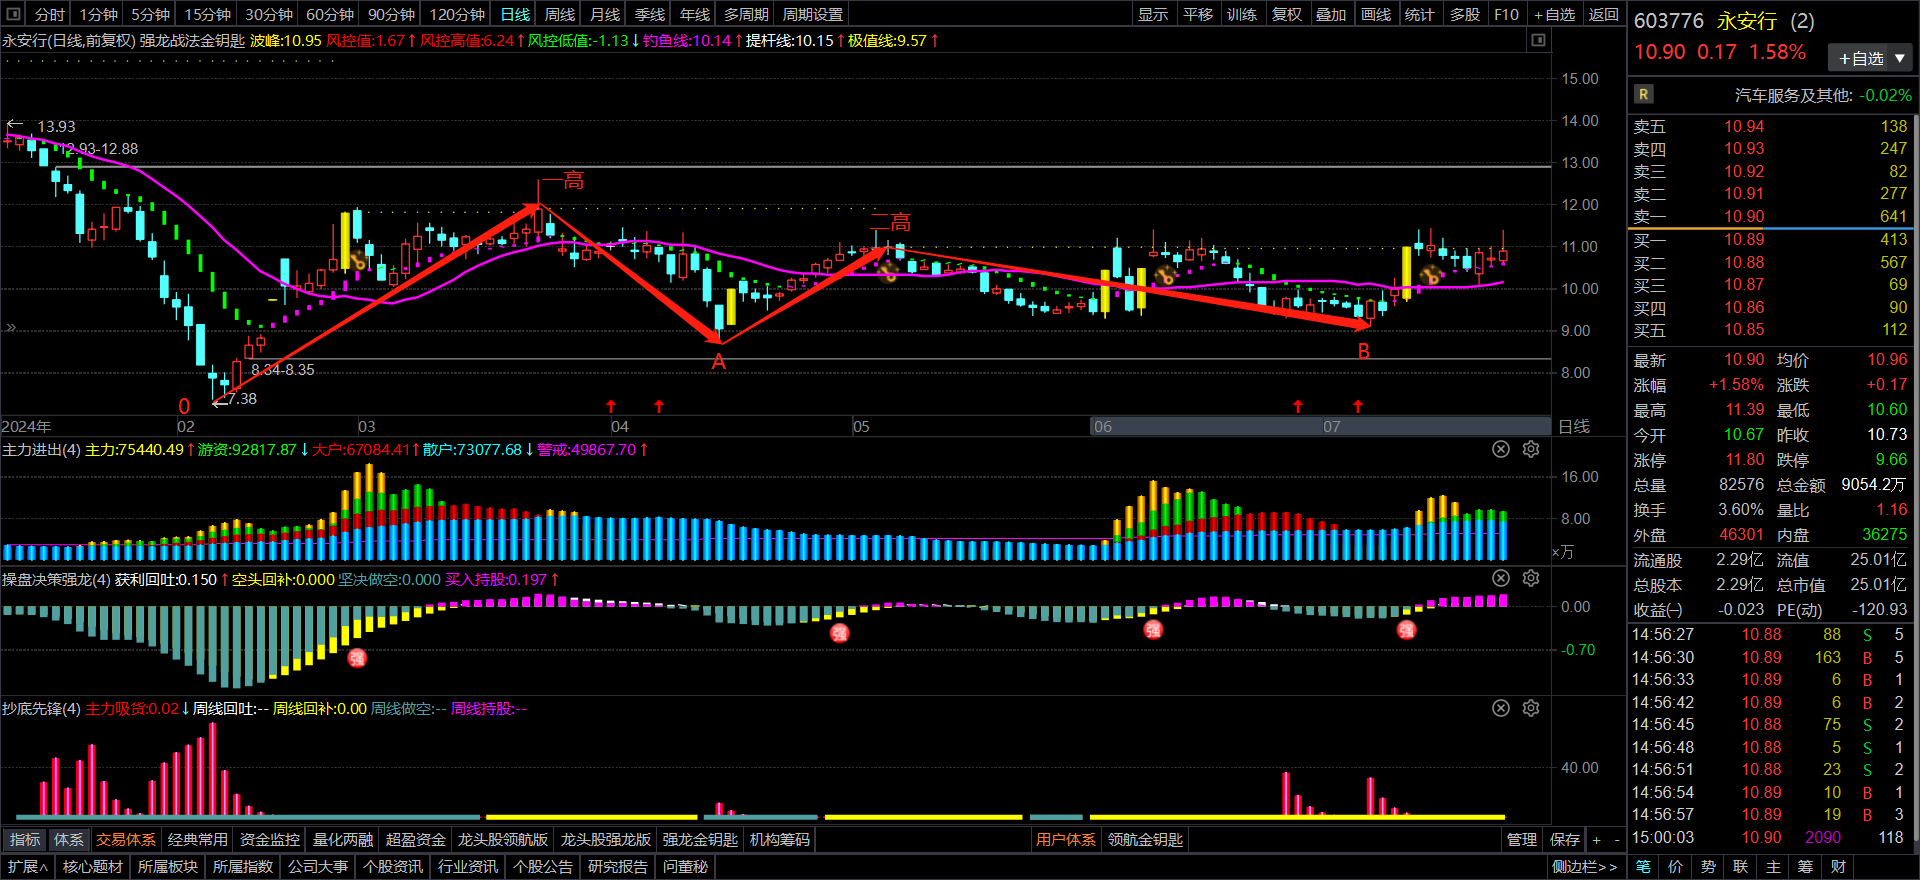 分时 1分钟 5分钟 15分钟 30分钟 60分钟 90分钟 120分钟 日线 周线 月线 季线 年线 多周期 周期设置 显示 平移 训练 复权 叠加 画线 统计 多股 F10 +自选 返回
永安行(日线,前复权) 强龙战法金钥匙 波峰:10.95 风控值:1.67↑ 风控高值:6.24↑ 风控低值:-1.13↓ 钓鱼线:10.14↑ 提杆线:10.15↑ 极值线:9.57↑
13.93
12.93-12.88
一高
二高
8.34-8.35
7.38
0
A
B
15.00
14.00
13.00
12.00
11.00
10.00
9.00
8.00
2024年 02 03 04 05 06 07 日线
主力进出(4) 主力:75440.49↑ 游资:92817.87↓ 大户:67084.41↑ 散户:73077.68↓ 警戒:49867.70↑
16.00
8.00
×万
操盘决策强龙(4) 获利回吐:0.150↑ 空头回补:0.000 坚决做空:0.000 买入持股:0.197↑
0.00
-0.70
强 强 强 强
抄底先锋(4) 主力吸货:0.02↓ 周线回吐:-- 周线回补:0.00 周线做空:-- 周线持股:--
40.00
指标 体系 交易体系 经典常用 资金监控 量化两融 超盈资金 龙头股领航版 龙头股强龙版 强龙金钥匙 机构筹码 用户体系 领航金钥匙 管理 保存 + -
扩展∧ 核心题材 所属板块 所属指数 公司大事 个股资讯 行业资讯 个股公告 研究报告 问董秘 侧边栏>>
603776 永安行 (2)
10.90 0.17 1.58% +自选 ▼
R 汽车服务及其他: -0.02%
卖五 10.94 138
卖四 10.93 247
卖三 10.92 82
卖二 10.91 277
卖一 10.90 641
买一 10.89 413
买二 10.88 567
买三 10.87 69
买四 10.86 90
买五 10.85 112
最新 10.90 均价 10.96
涨幅 +1.58% 涨跌 +0.17
最高 11.39 最低 10.60
今开 10.67 昨收 10.73
涨停 11.80 跌停 9.66
总量 82576 总金额 9054.2万
换手 3.60% 量比 1.16
外盘 46301 内盘 36275
流通股 2.29亿 流值 25.01亿
总股本 2.29亿 总市值 25.01亿
收益㈠ -0.023 PE(动) -120.93
14:56:27 10.88 88 S 5
14:56:30 10.89 163 B 5
14:56:33 10.89 6 B 1
14:56:42 10.89 6 B 2
14:56:45 10.88 75 S 2
14:56:48 10.88 5 S 1
14:56:51 10.88 23 S 2
14:56:54 10.89 10 B 1
14:56:57 10.89 19 B 3
15:00:03 10.90 2090 118
笔 价 势 联 主 筹 财